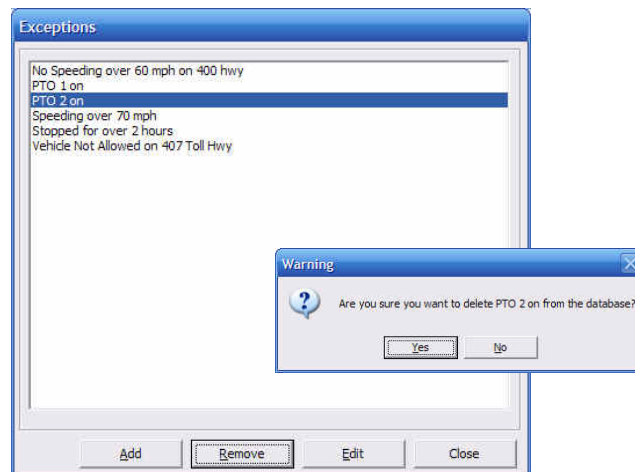 Exceptions
No Speeding over 60 mph on 400 hwy
PTO 1 on
PTO 2 on
Speeding over 70 mph
Stopped for over 2 hours
Vehicle Not Allowed on 407 Toll Hwy
Warning
Are you sure you want to delete PTO 2 on from the database?
Yes No
Add Remove Edit Close